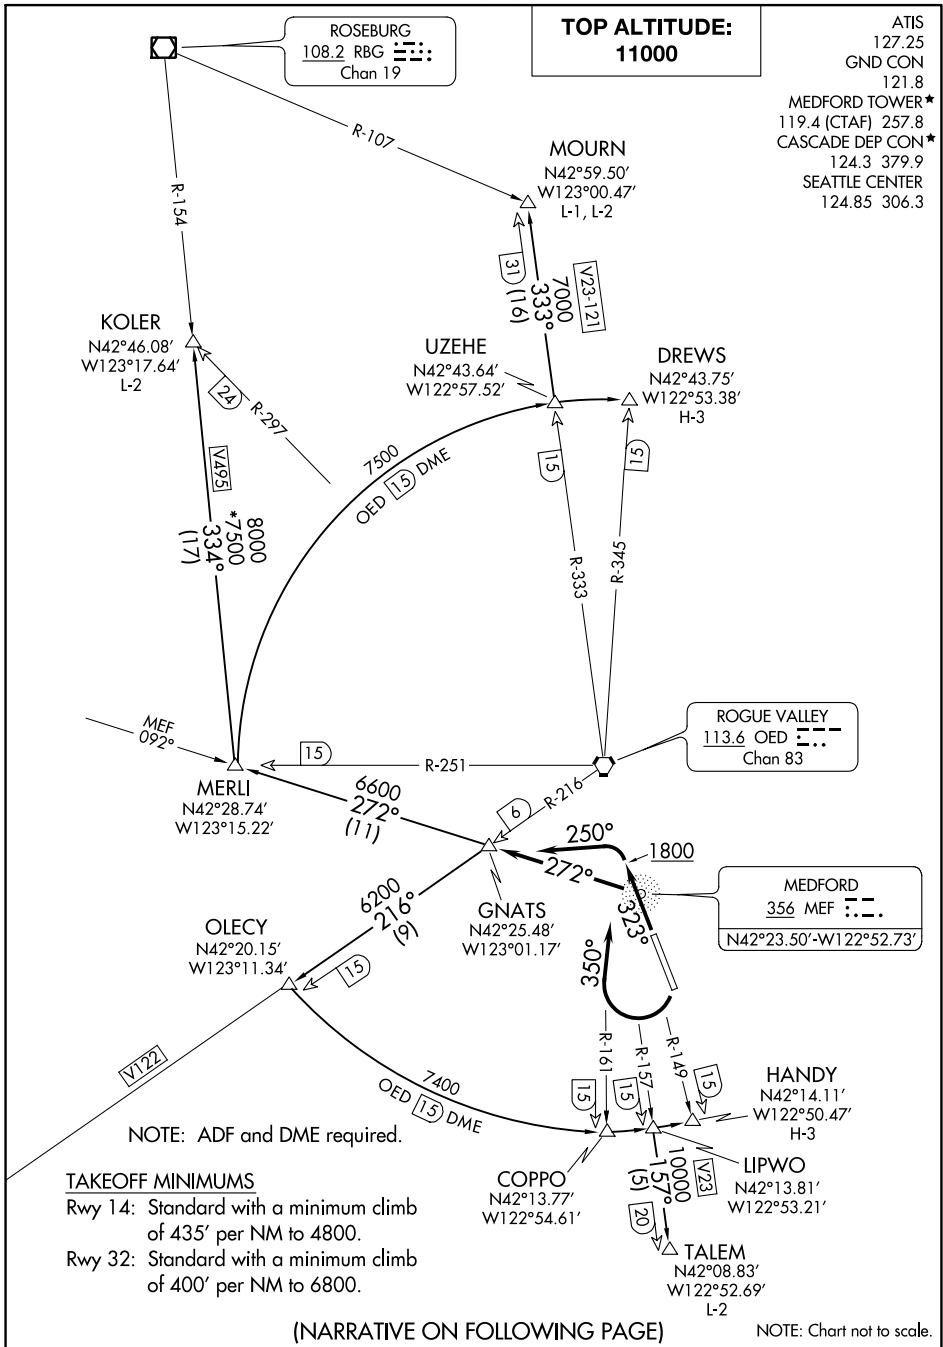 ROSEBURG
108.2 RBG
Chan 19
TOP ALTITUDE:
11000
ATIS
127.25
GND CON
121.8
MEDFORD TOWER★
119.4 (CTAF) 257.8
CASCADE DEP CON★
124.3 379.9
SEATTLE CENTER
124.85 306.3
R-107
R-154
MOURN
N42°59.50'
W123°00.47'
L-1, L-2
31
(16)
333°
7000
V23-121
KOLER
N42°46.08'
W123°17.64'
L-2
24
R-297
UZEHE
N42°43.64'
W122°57.52'
DREWS
N42°43.75'
W122°53.38'
H-3
7500
OED 15 DME
15
15
V495
8000
*7500
334°
(17)
R-333
R-345
MEF
092°
15
R-251
ROGUE VALLEY
113.6 OED
Chan 83
MERLI
N42°28.74'
W123°15.22'
6600
272°
(11)
6
R-216
250°
1800
272°
323°
MEDFORD
356 MEF
N42°23.50'-W122°52.73'
GNATS
N42°25.48'
W123°01.17'
6200
216°
(9)
OLECY
N42°20.15'
W123°11.34'
15
350°
V122
R-161
R-157
R-149
7400
OED 15 DME
15
15
15
HANDY
N42°14.11'
W122°50.47'
H-3
NOTE: ADF and DME required.
COPPO
N42°13.77'
W122°54.61'
LIPWO
N42°13.81'
W122°53.21'
10000
157°
(5)
V23
20
TALEM
N42°08.83'
W122°52.69'
L-2
TAKEOFF MINIMUMS
Rwy 14: Standard with a minimum climb
of 435' per NM to 4800.
Rwy 32: Standard with a minimum climb
of 400' per NM to 6800.
(NARRATIVE ON FOLLOWING PAGE)
NOTE: Chart not to scale.